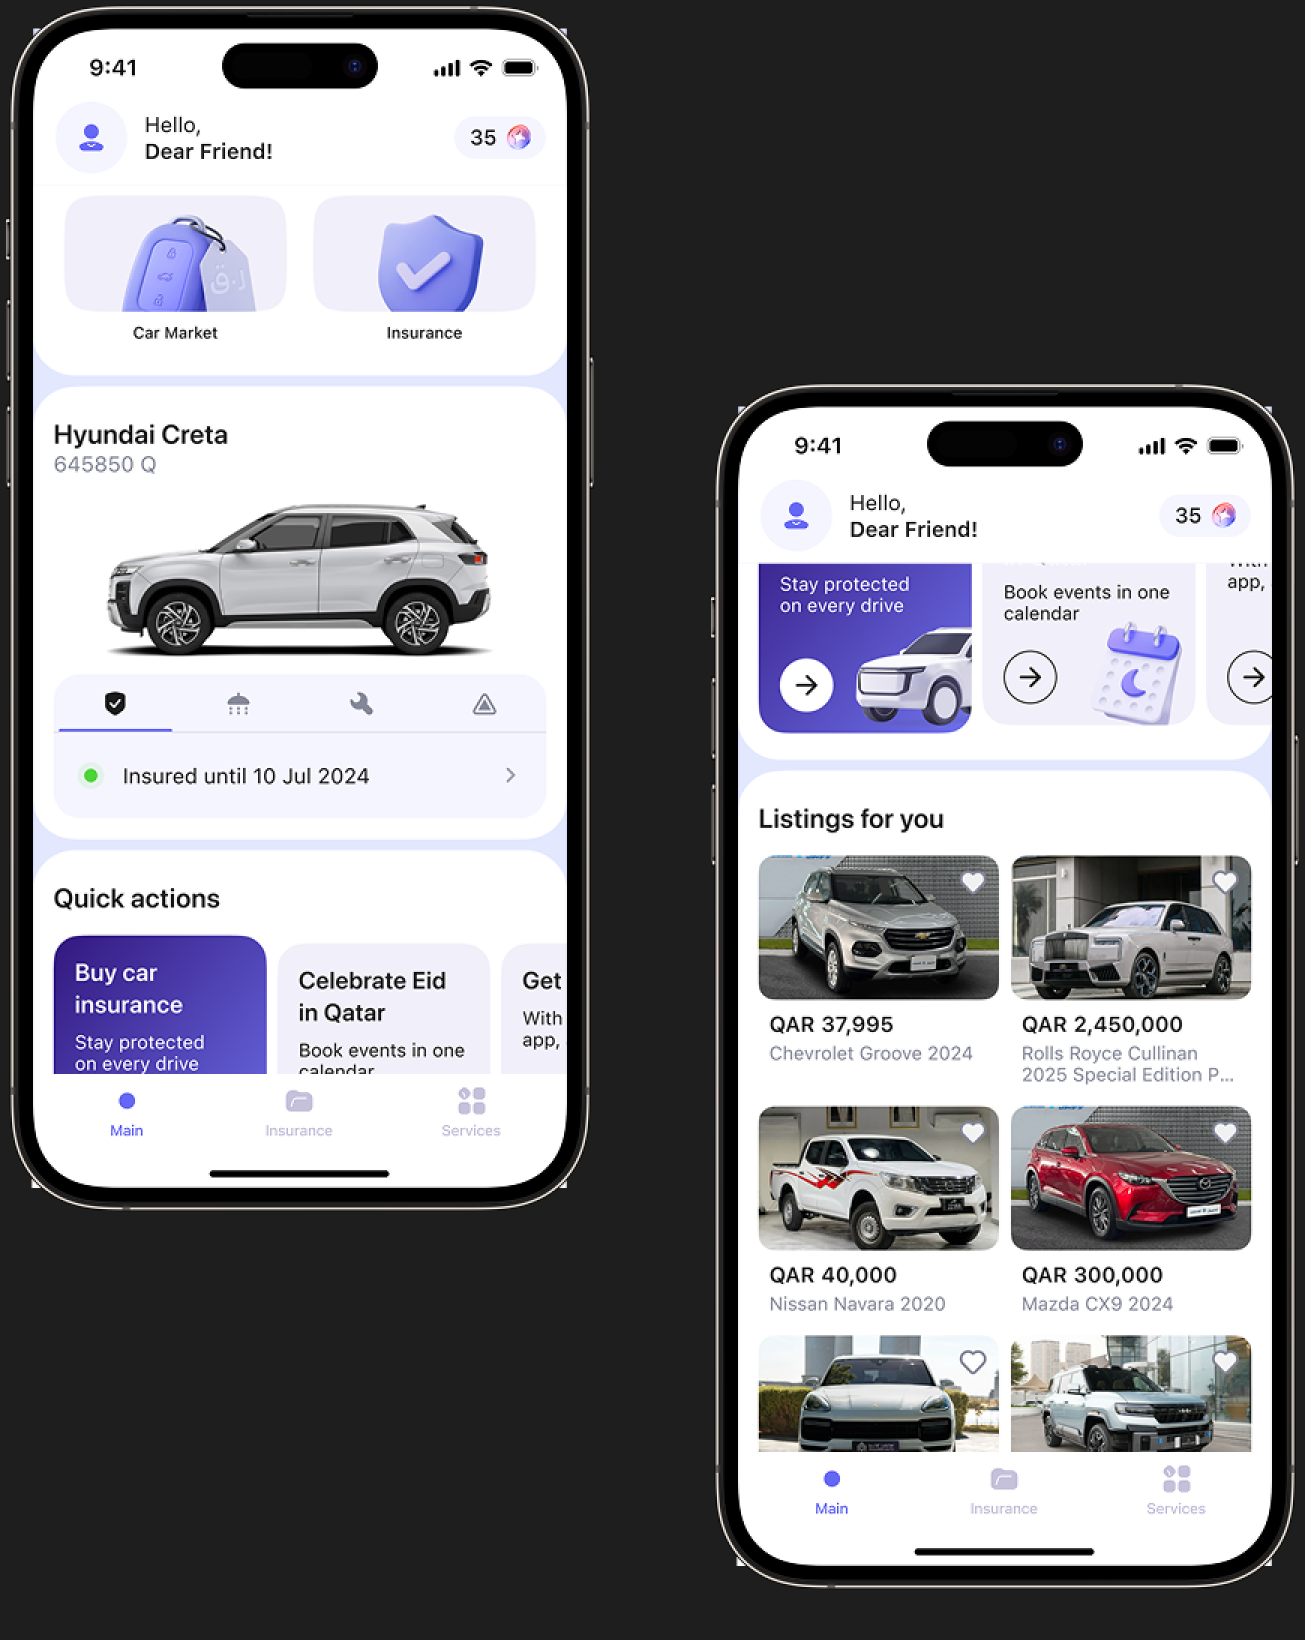 9:41
Hello,
Dear Friend!
35
ر.ق
Car Market
Insurance
Hyundai Creta
645850 Q
Insured until 10 Jul 2024
Quick actions
Buy car
insurance
Stay protected
on every drive
Celebrate Eid
in Qatar
Book events in one
calendar
Get
With
app,
Main
Insurance
Services
9:41
Hello,
Dear Friend!
35
Stay protected
on every drive
Book events in one
calendar
With
app,
Listings for you
QAR 37,995
Chevrolet Groove 2024
QAR 2,450,000
Rolls Royce Cullinan
2025 Special Edition P...
QAR 40,000
Nissan Navara 2020
QAR 300,000
Mazda CX9 2024
Main
Insurance
Services